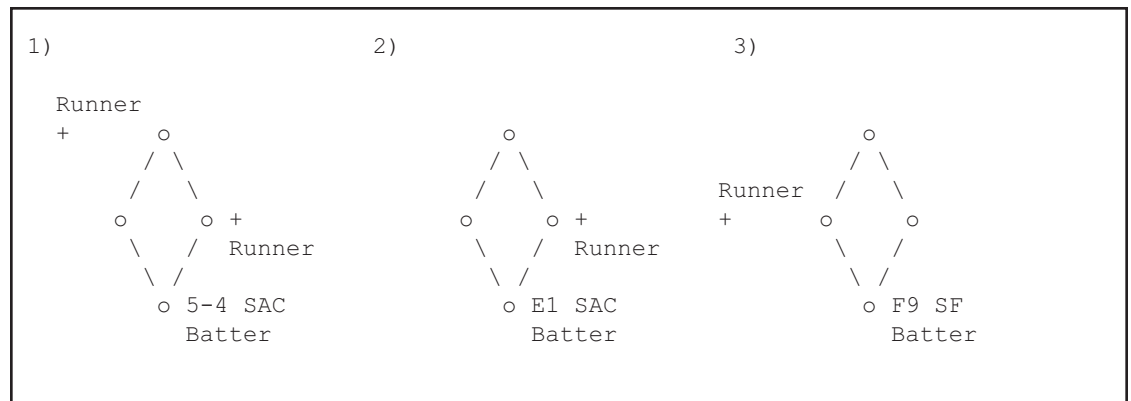 1) 2) 3)
Runner
+ o o o
/ \ / \ / \
/ \ / \ Runner / \
o o + o o + + o o
\ / Runner \ / Runner \ /
\ / \ / \ /
o 5-4 SAC o E1 SAC o F9 SF
Batter Batter Batter